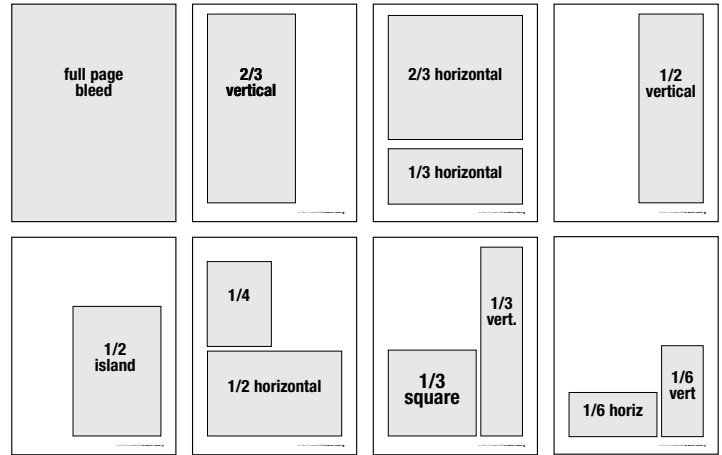 full page
bleed
2/3
vertical
2/3 horizontal
1/3 horizontal
1/2
vertical
1/2
island
1/4
1/2 horizontal
1/3
square
1/3
vert.
1/6 horiz
1/6
vert